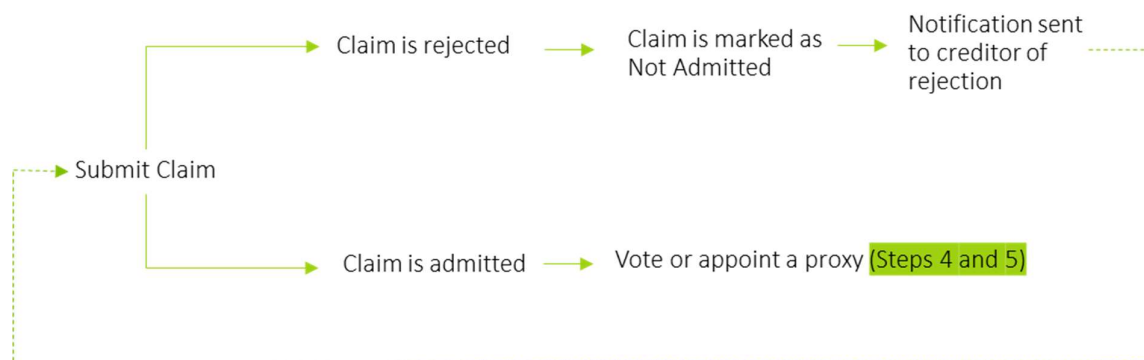 Claim is rejected
Claim is marked as
Not Admitted
Notification sent
to creditor of
rejection
Submit Claim
Claim is admitted
Vote or appoint a proxy (Steps 4 and 5)